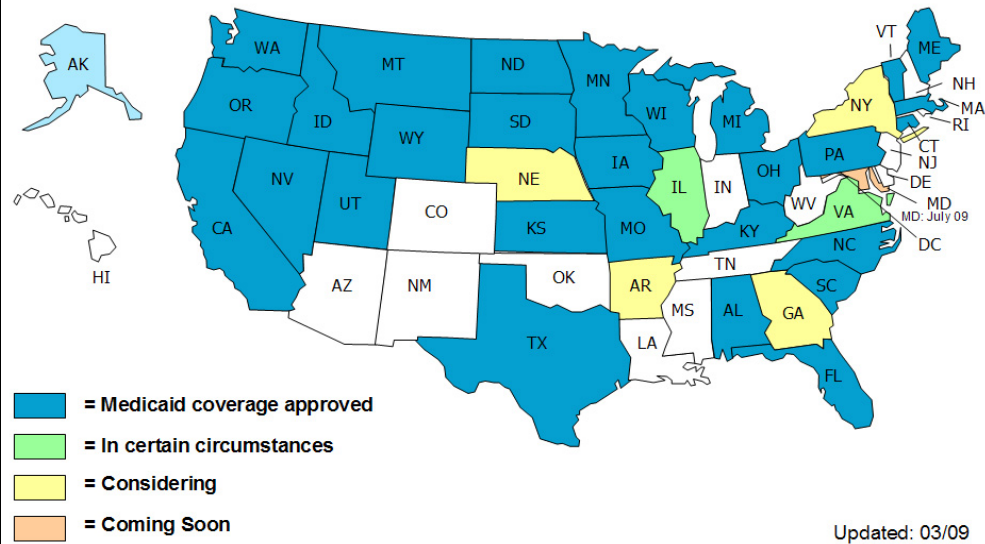 VT
WA
ME
AK
MT
ND
MN
NH
OR
NY
MA
WI
SD
MI
RI
ID
WY
CT
PA
IA
NJ
OH
NE
NV
DE
IL
IN
UT
MD
WV
CO
VA
MD: July 09
CA
KS
MO
KY
NC
DC
TN
HI
OK
AZ
NM
AR
SC
MS
AL
GA
TX
LA
FL
= Medicaid coverage approved
= In certain circumstances
= Considering
= Coming Soon
Updated: 03/09